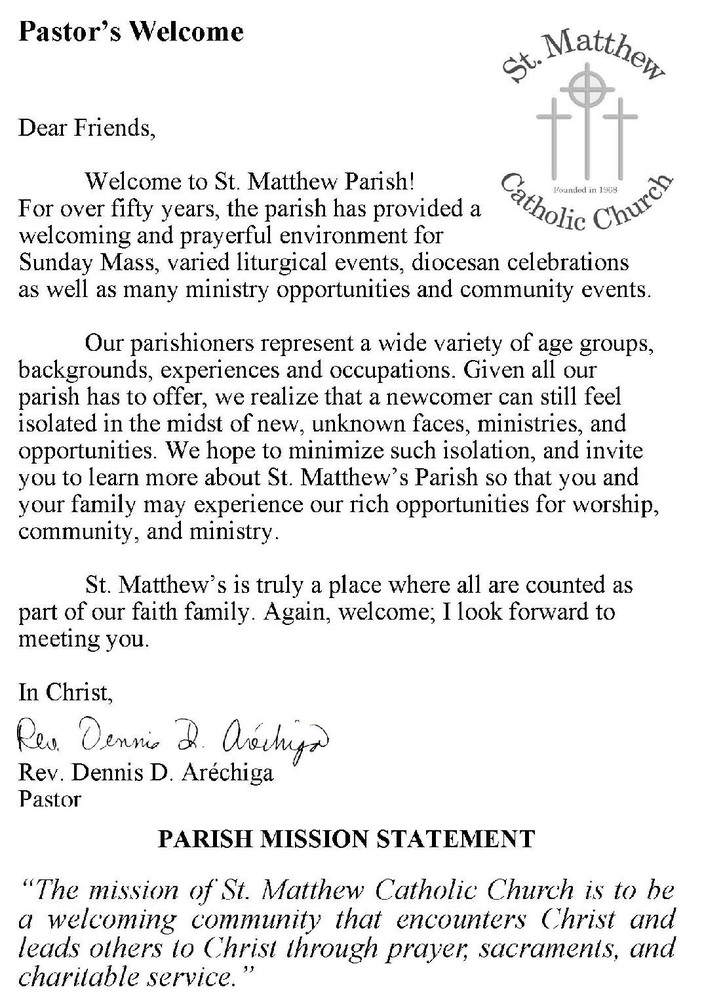 Pastor's Welcome
St. Matthew
Founded in 1968
Catholic Church
Dear Friends,
Welcome to St. Matthew Parish!
For over fifty years, the parish has provided a
welcoming and prayerful environment for
Sunday Mass, varied liturgical events, diocesan celebrations
as well as many ministry opportunities and community events.
Our parishioners represent a wide variety of age groups,
backgrounds, experiences and occupations. Given all our
parish has to offer, we realize that a newcomer can still feel
isolated in the midst of new, unknown faces, ministries, and
opportunities. We hope to minimize such isolation, and invite
you to learn more about St. Matthew's Parish so that you and
your family may experience our rich opportunities for worship,
community, and ministry.
St. Matthew's is truly a place where all are counted as
part of our faith family. Again, welcome; I look forward to
meeting you.
In Christ,
Rev. Dennis D. Aréchiga
Rev. Dennis D. Aréchiga
Pastor
PARISH MISSION STATEMENT
"The mission of St. Matthew Catholic Church is to be
a welcoming community that encounters Christ and
leads others to Christ through prayer, sacraments, and
charitable service."